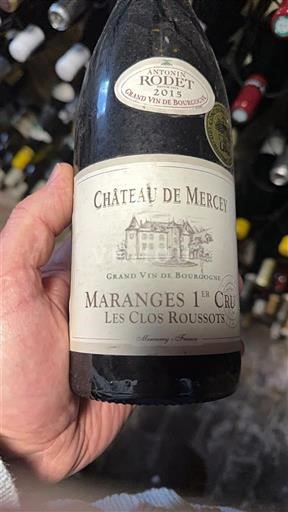 ANTONIN
RODET
2015
GRAND VIN DE BOURGOGNE
CHÂTEAU DE MERCEY
GRAND VIN DE BOURGOGNE
MARANGES 1ER CRU
LES CLOS ROUSSOTS
Mercurey - France